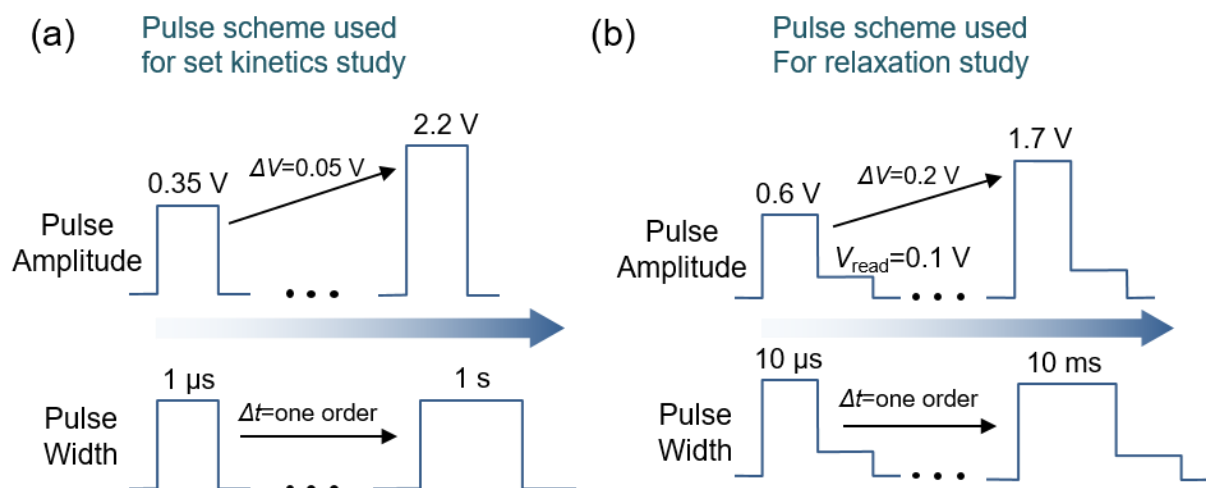 (a)
Pulse scheme used
for set kinetics study
0.35 V
ΔV=0.05 V
2.2 V
Pulse
Amplitude
• • •
1 μs
Δt=one order
1 s
Pulse
Width
• • •
(b)
Pulse scheme used
For relaxation study
0.6 V
ΔV=0.2 V
1.7 V
Vread=0.1 V
Pulse
Amplitude
• • •
10 μs
Δt=one order
10 ms
Pulse
Width
• • •